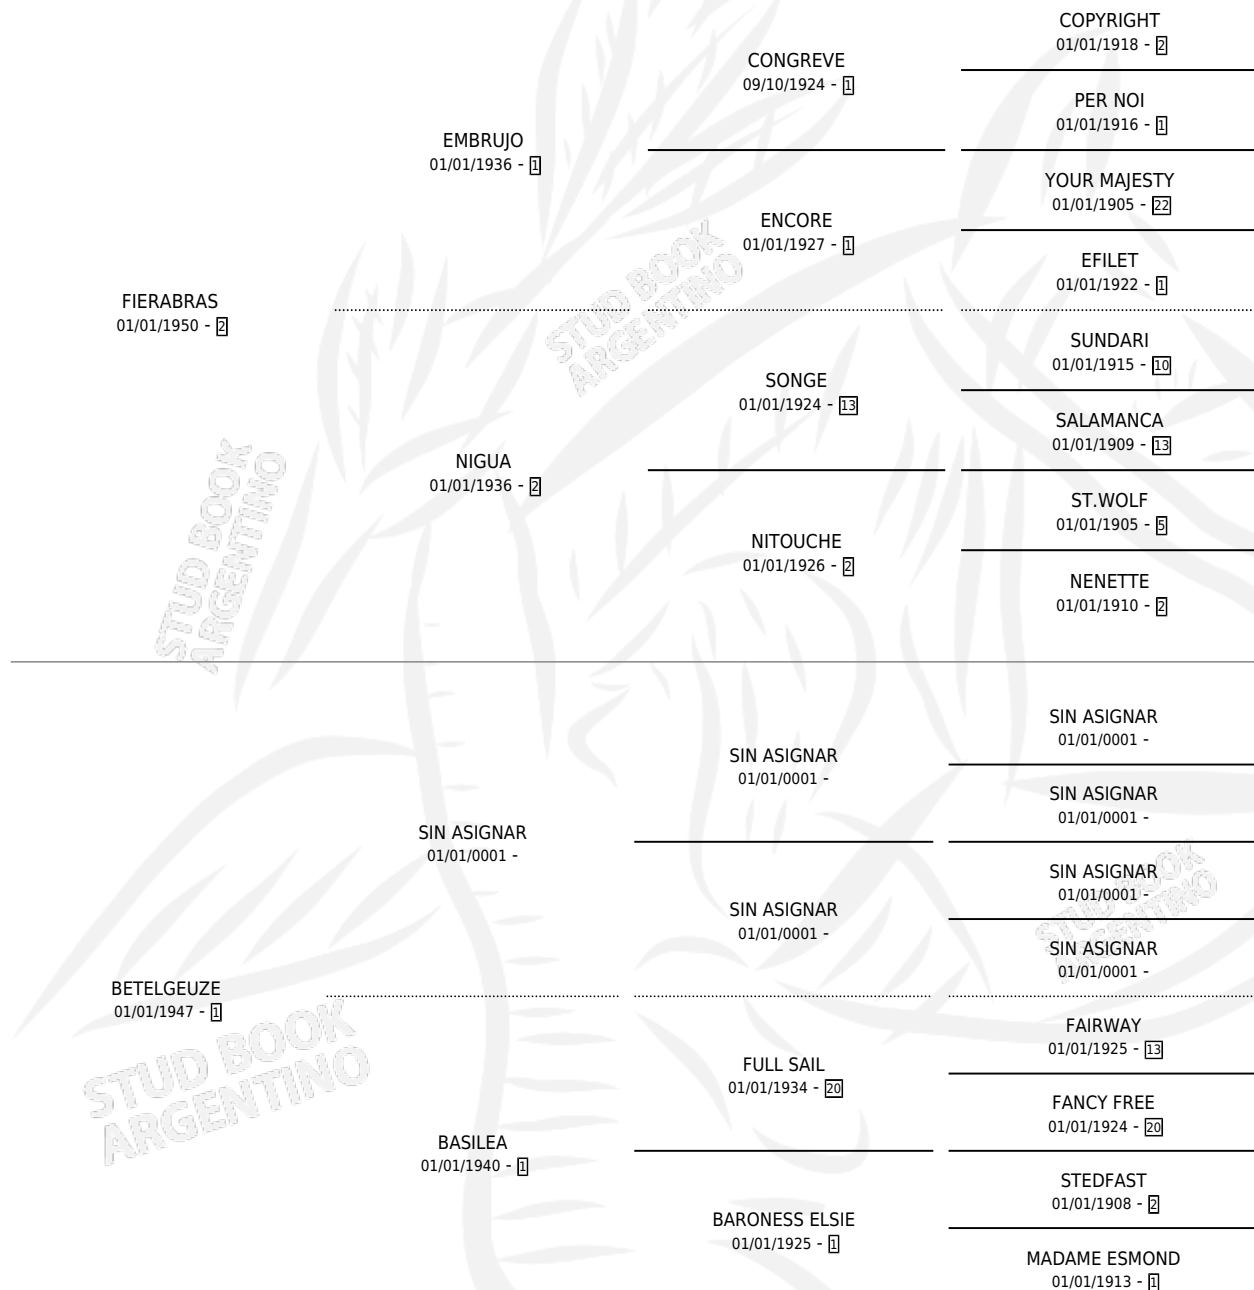 COPYRIGHT
01/01/1918 - 2
CONGREVE
09/10/1924 - 1
PER NOI
01/01/1916 - 1
EMBRUJO
01/01/1936 - 1
YOUR MAJESTY
01/01/1905 - 22
ENCORE
01/01/1927 - 1
EFILET
01/01/1922 - 1
FIERABRAS
01/01/1950 - 2
SUNDARI
01/01/1915 - 10
SONGE
01/01/1924 - 13
SALAMANCA
01/01/1909 - 13
NIGUA
01/01/1936 - 2
ST.WOLF
01/01/1905 - 5
NITOUCHE
01/01/1926 - 2
NENETTE
01/01/1910 - 2
STUD BOOK
ARGENTINO
STUD BOOK
ARGENTINO
SIN ASIGNAR
01/01/0001 -
SIN ASIGNAR
01/01/0001 -
SIN ASIGNAR
01/01/0001 -
SIN ASIGNAR
01/01/0001 -
SIN ASIGNAR
01/01/0001 -
SIN ASIGNAR
01/01/0001 -
SIN ASIGNAR
01/01/0001 -
STUD BOOK
ARGENTINO
BETELGEUZE
01/01/1947 - 1
STUD BOOK
ARGENTINO
FAIRWAY
01/01/1925 - 13
FULL SAIL
01/01/1934 - 20
FANCY FREE
01/01/1924 - 20
BASILEA
01/01/1940 - 1
STEDFAST
01/01/1908 - 2
BARONESS ELSIE
01/01/1925 - 1
MADAME ESMOND
01/01/1913 - 1